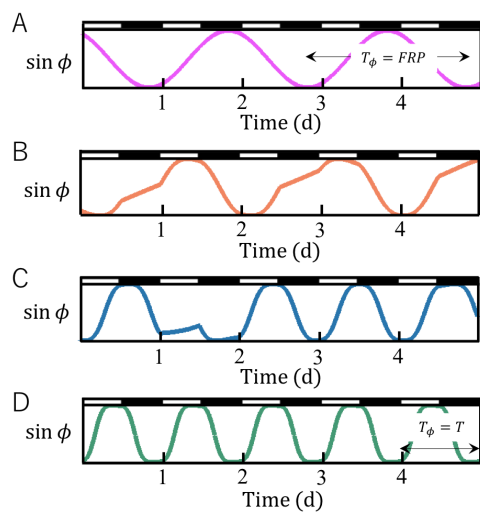 A
sin ϕ
T_ϕ = FRP
1 2 3 4
Time (d)
B
sin ϕ
1 2 3 4
Time (d)
C
sin ϕ
1 2 3 4
Time (d)
D
sin ϕ
T_ϕ = T
1 2 3 4
Time (d)